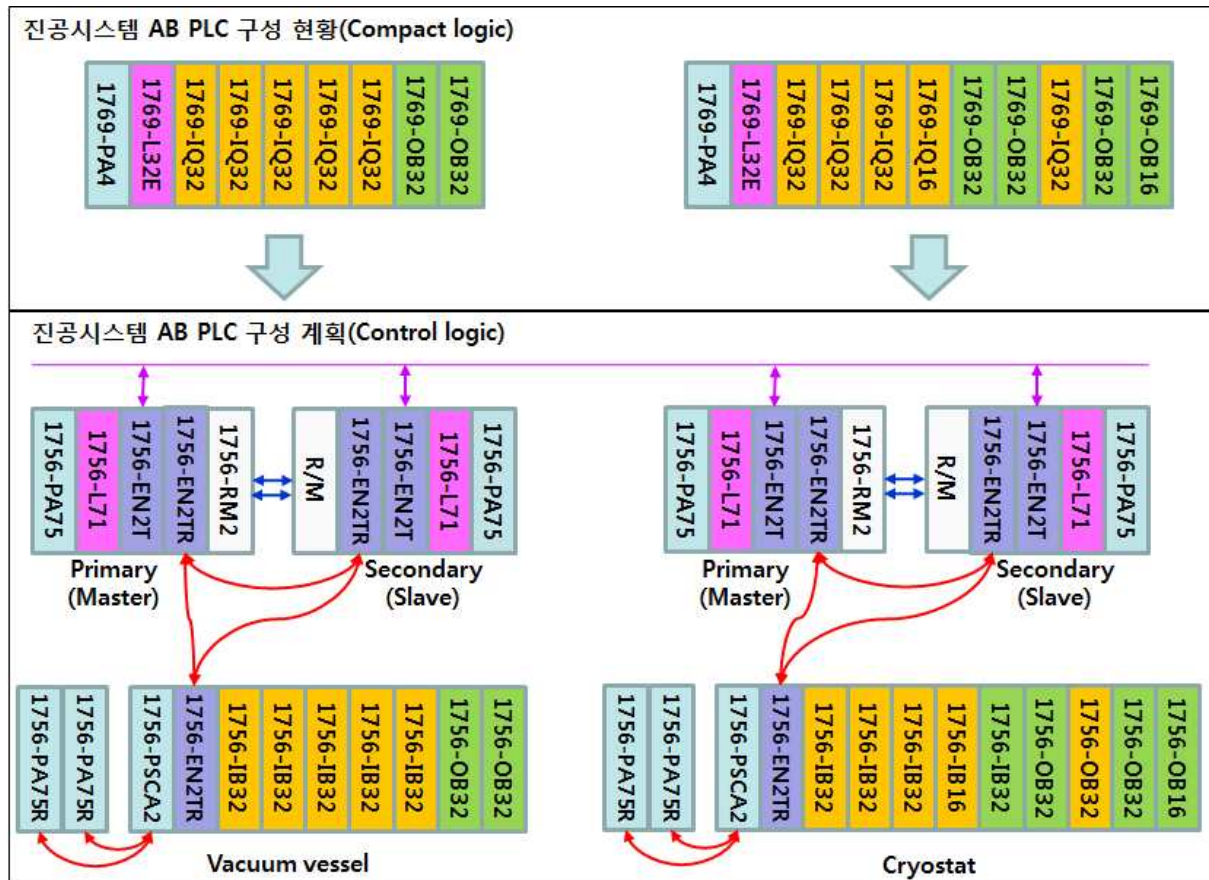 진공시스템 AB PLC 구성 현황(Compact logic)
1769-PA4
1769-L32E
1769-IQ32
1769-IQ32
1769-IQ32
1769-IQ32
1769-IQ32
1769-OB32
1769-OB32
1769-PA4
1769-L32E
1769-IQ32
1769-IQ32
1769-IQ32
1769-IQ16
1769-OB32
1769-OB32
1769-IQ32
1769-OB32
1769-OB16
진공시스템 AB PLC 구성 계획(Control logic)
1756-PA75
1756-L71
1756-EN2T
1756-EN2TR
1756-RM2
R/M
1756-EN2TR
1756-EN2T
1756-L71
1756-PA75
Primary
(Master)
Secondary
(Slave)
1756-PA75
1756-L71
1756-EN2T
1756-EN2TR
1756-RM2
R/M
1756-EN2TR
1756-EN2T
1756-L71
1756-PA75
Primary
(Master)
Secondary
(Slave)
1756-PA75R
1756-PA75R
1756-PSCA2
1756-EN2TR
1756-IB32
1756-IB32
1756-IB32
1756-IB32
1756-IB32
1756-OB32
1756-OB32
Vacuum vessel
1756-PA75R
1756-PA75R
1756-PSCA2
1756-EN2TR
1756-IB32
1756-IB32
1756-IB32
1756-IB16
1756-IB32
1756-OB32
1756-OB32
1756-OB32
1756-OB16
Cryostat